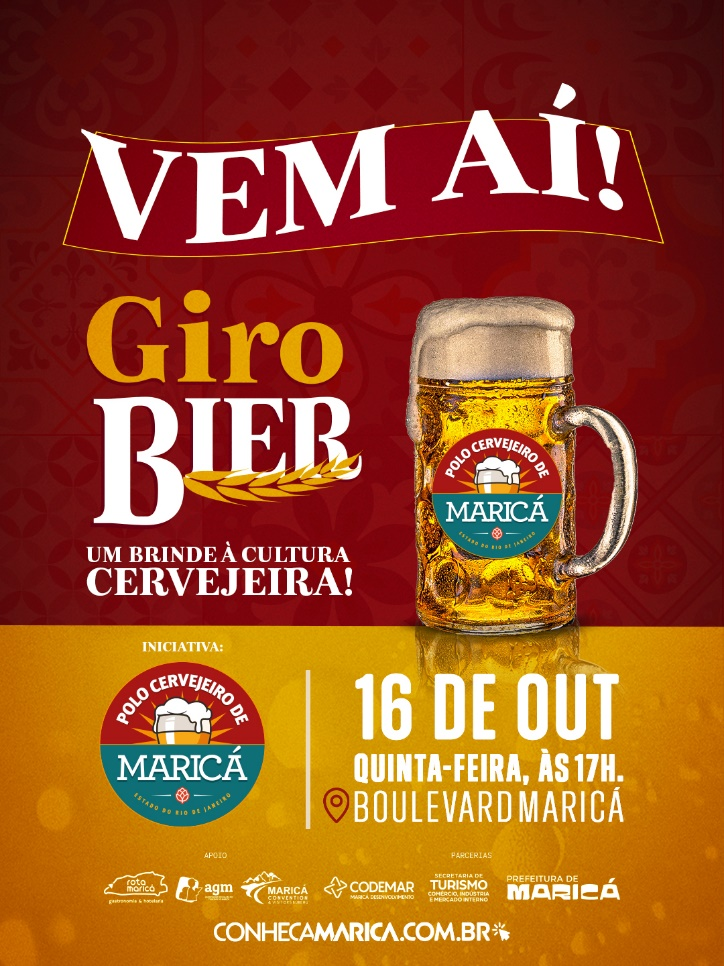 VEM AÍ!
Giro
BIER
UM BRINDE À CULTURA
CERVEJEIRA!
POLO CERVEJEIRO DE
MARICÁ
ESTADO DO RIO DE JANEIRO
INICIATIVA:
POLO CERVEJEIRO DE
MARICÁ
ESTADO DO RIO DE JANEIRO
16 DE OUT
QUINTA-FEIRA, ÀS 17H.
BOULEVARD MARICÁ
APOIO
PARCERIAS
rota
maricá
gastronomia & hotelaria
agm
MARICÁ
CONVENTION
& VISITORS BUREAU
CODEMAR
MARICÁ DESENVOLVIMENTO
SECRETARIA DE
TURISMO
COMÉRCIO, INDÚSTRIA
E MERCADO INTERNO
PREFEITURA DE
MARICÁ
CONHECAMARICA.COM.BR